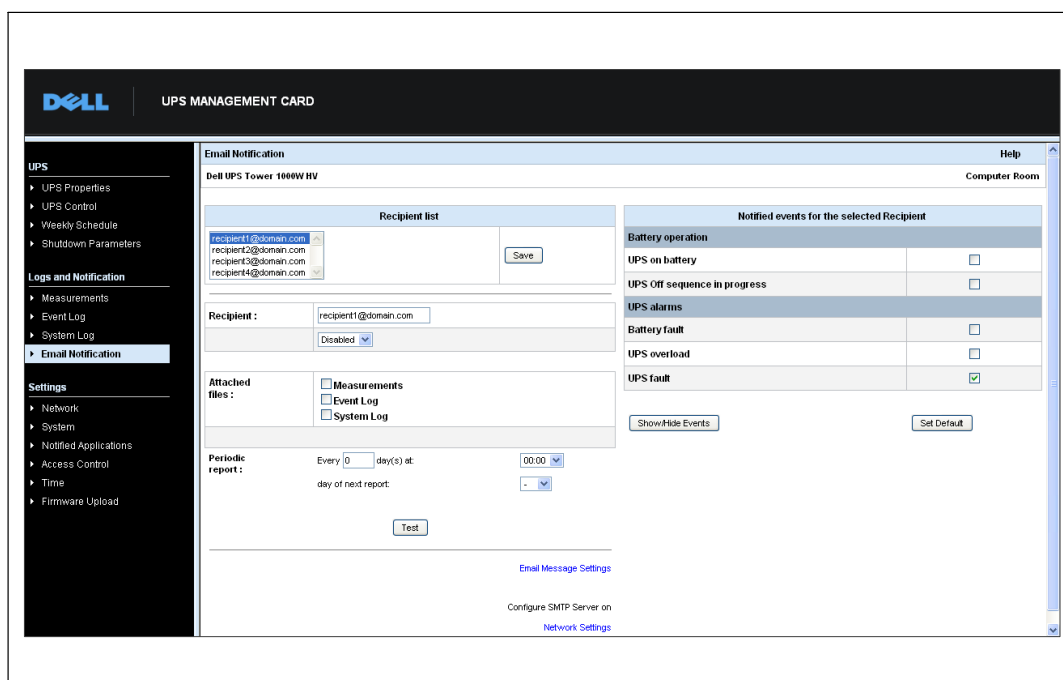 DELL
UPS MANAGEMENT CARD
UPS
UPS Properties
UPS Control
Weekly Schedule
Shutdown Parameters
Logs and Notification
Measurements
Event Log
System Log
Email Notification
Settings
Network
System
Notified Applications
Access Control
Time
Firmware Upload
Email Notification Help
Dell UPS Tower 1000W HV Computer Room
Recipient list
recipient1@domain.com
recipient2@domain.com
recipient3@domain.com
recipient4@domain.com
Save
Recipient : recipient1@domain.com
Disabled
Attached files :
Measurements
Event Log
System Log
Periodic report :
Every 0 day(s) at: 00:00
day of next report: -
Test
Email Message Settings
Configure SMTP Server on
Network Settings
Notified events for the selected Recipient
Battery operation
UPS on battery
UPS Off sequence in progress
UPS alarms
Battery fault
UPS overload
UPS fault
Show/Hide Events Set Default